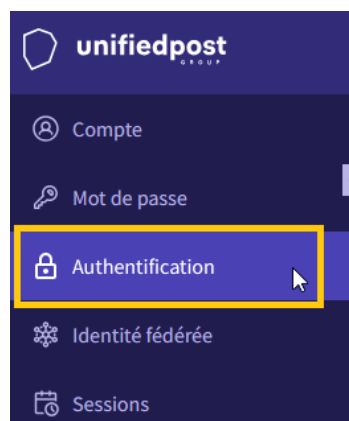 unifiedpost
GROUP
Compte
Mot de passe
Authentification
Identité fédérée
Sessions